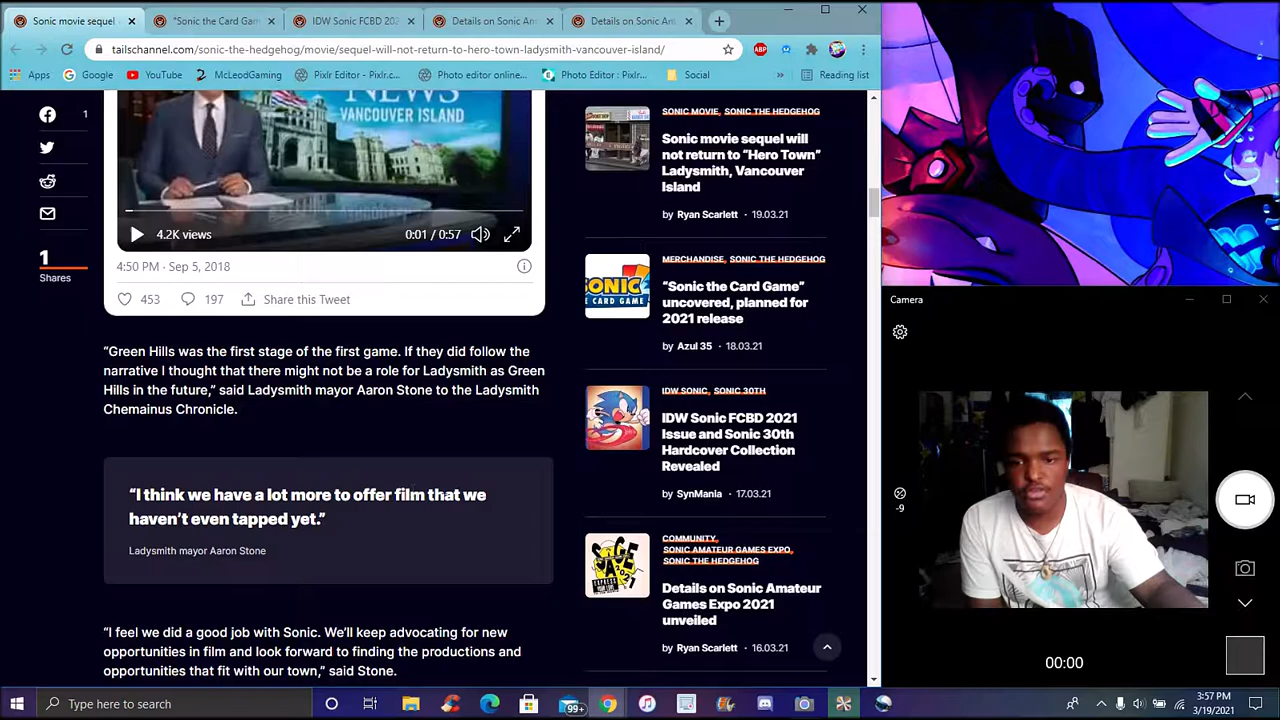 Sonic movie sequel
"Sonic the Card Gam
IDW Sonic FCBD 202
Details on Sonic Am
Details on Sonic Am
tailschannel.com/sonic-the-hedgehog/movie/sequel-will-not-return-to-hero-town-ladysmith-vancouver-island/
ABP
Apps
Google
YouTube
McLeodGaming
Pixlr Editor - Pixlr.c...
Photo editor online...
Photo Editor : Pixlr...
Social
»
Reading list
1
1
Shares
NEWS
VANCOUVER ISLAND
4.2K views
0:01 / 0:57
4:50 PM · Sep 5, 2018
453
197
Share this Tweet
“Green Hills was the first stage of the first game. If they did follow the
narrative I thought that there might not be a role for Ladysmith as Green
Hills in the future,” said Ladysmith mayor Aaron Stone to the Ladysmith
Chemainus Chronicle.
“I think we have a lot more to offer film that we
haven’t even tapped yet.”
Ladysmith mayor Aaron Stone
“I feel we did a good job with Sonic. We’ll keep advocating for new
opportunities in film and look forward to finding the productions and
opportunities that fit with our town,” said Stone.
SONIC MOVIE, SONIC THE HEDGEHOG
Sonic movie sequel will
not return to “Hero Town”
Ladysmith, Vancouver
Island
by Ryan Scarlett · 19.03.21
SONIC
THE CARD GAME
MERCHANDISE, SONIC THE HEDGEHOG
“Sonic the Card Game”
uncovered, planned for
2021 release
by Azul 35 · 18.03.21
IDW SONIC, SONIC 30TH
IDW Sonic FCBD 2021
Issue and Sonic 30th
Hardcover Collection
Revealed
by SynMania · 17.03.21
COMMUNITY,
SONIC AMATEUR GAMES EXPO,
SONIC THE HEDGEHOG
Details on Sonic Amateur
Games Expo 2021
unveiled
by Ryan Scarlett · 16.03.21
Camera
-9
00:00
Type here to search
99+
3:57 PM
3/19/2021